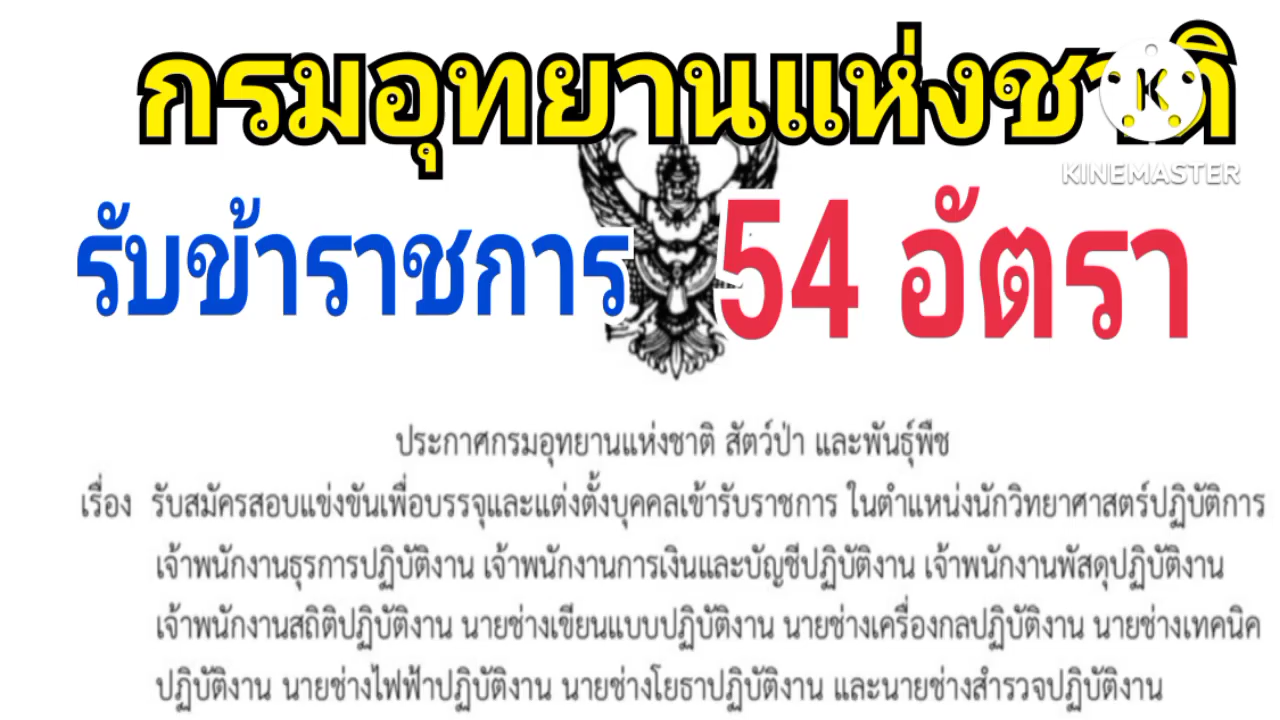 กรมอุทยานแห่งชาติ
K
KINEMASTER
รับข้าราชการ 54 อัตรา
ประกาศกรมอุทยานแห่งชาติ สัตว์ป่า และพันธุ์พืช
เรื่อง รับสมัครสอบแข่งขันเพื่อบรรจุและแต่งตั้งบุคคลเข้ารับราชการ ในตำแหน่งนักวิทยาศาสตร์ปฏิบัติการ
เจ้าพนักงานธุรการปฏิบัติงาน เจ้าพนักงานการเงินและบัญชีปฏิบัติงาน เจ้าพนักงานพัสดุปฏิบัติงาน
เจ้าพนักงานสถิติปฏิบัติงาน นายช่างเขียนแบบปฏิบัติงาน นายช่างเครื่องกลปฏิบัติงาน นายช่างเทคนิค
ปฏิบัติงาน นายช่างไฟฟ้าปฏิบัติงาน นายช่างโยธาปฏิบัติงาน และนายช่างสำรวจปฏิบัติงาน